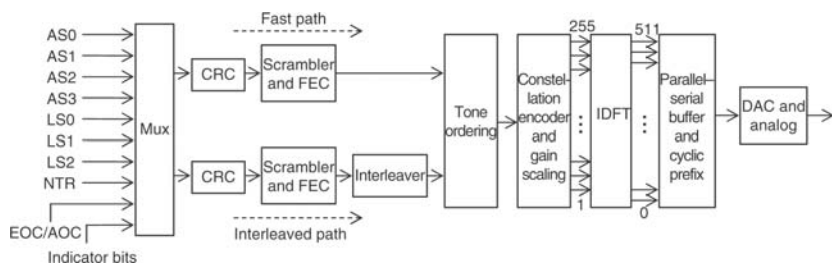 AS0
AS1
AS2
AS3
LS0
LS1
LS2
NTR
EOC/AOC
Indicator bits
Mux
Fast path
CRC
Scrambler
and FEC
CRC
Scrambler
and FEC
Interleaver
Interleaved path
Tone
ordering
Constel-
lation
encoder
and
gain
scaling
255
1
IDFT
511
0
Parallel–
serial
buffer
and
cyclic
prefix
DAC and
analog